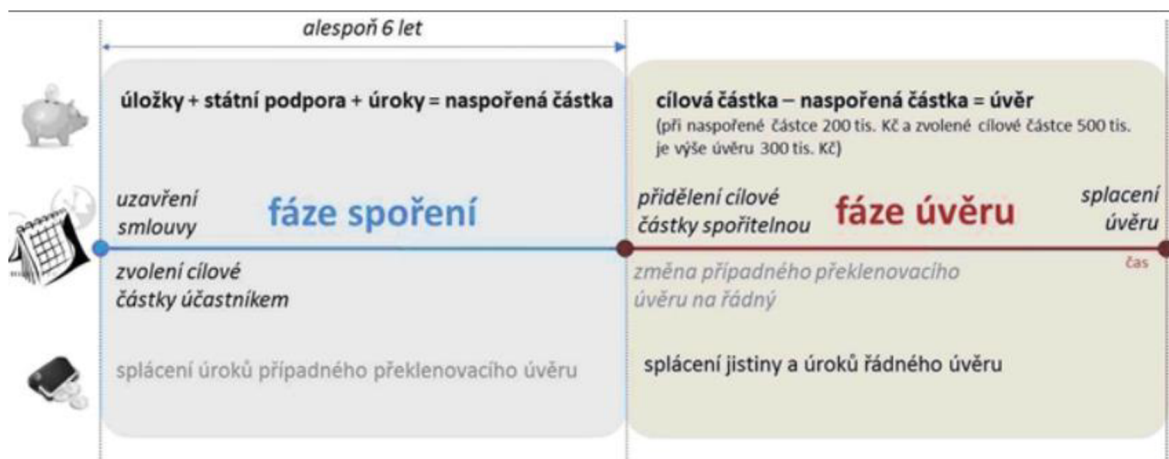 alespoň 6 let
úložky + státní podpora + úroky = naspořená částka
cílová částka – naspořená částka = úvěr
(při naspořené částce 200 tis. Kč a zvolené cílové částce 500 tis.
je výše úvěru 300 tis. Kč)
uzavření
smlouvy
fáze spoření
přidělení cílové
částky spořitelnou
fáze úvěru
splacení
úvěru
čas
zvolení cílové
částky účastníkem
změna případného překlenovacího
úvěru na řádný
splácení úroků případného překlenovacího úvěru
splácení jistiny a úroků řádného úvěru